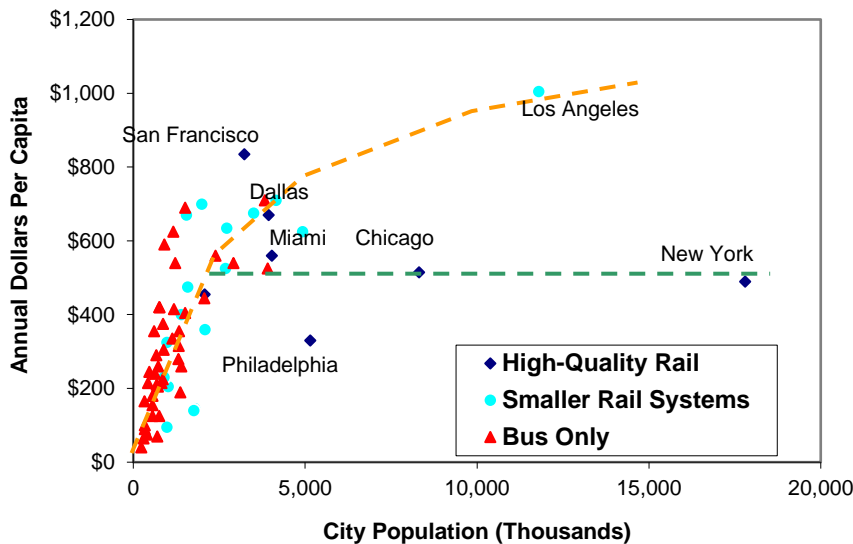 $1,200
$1,000
$800
$600
$400
$200
$0
Annual Dollars Per Capita
San Francisco
Los Angeles
Dallas
Miami
Chicago
New York
Philadelphia
High-Quality Rail
Smaller Rail Systems
Bus Only
0
5,000
10,000
15,000
20,000
City Population (Thousands)